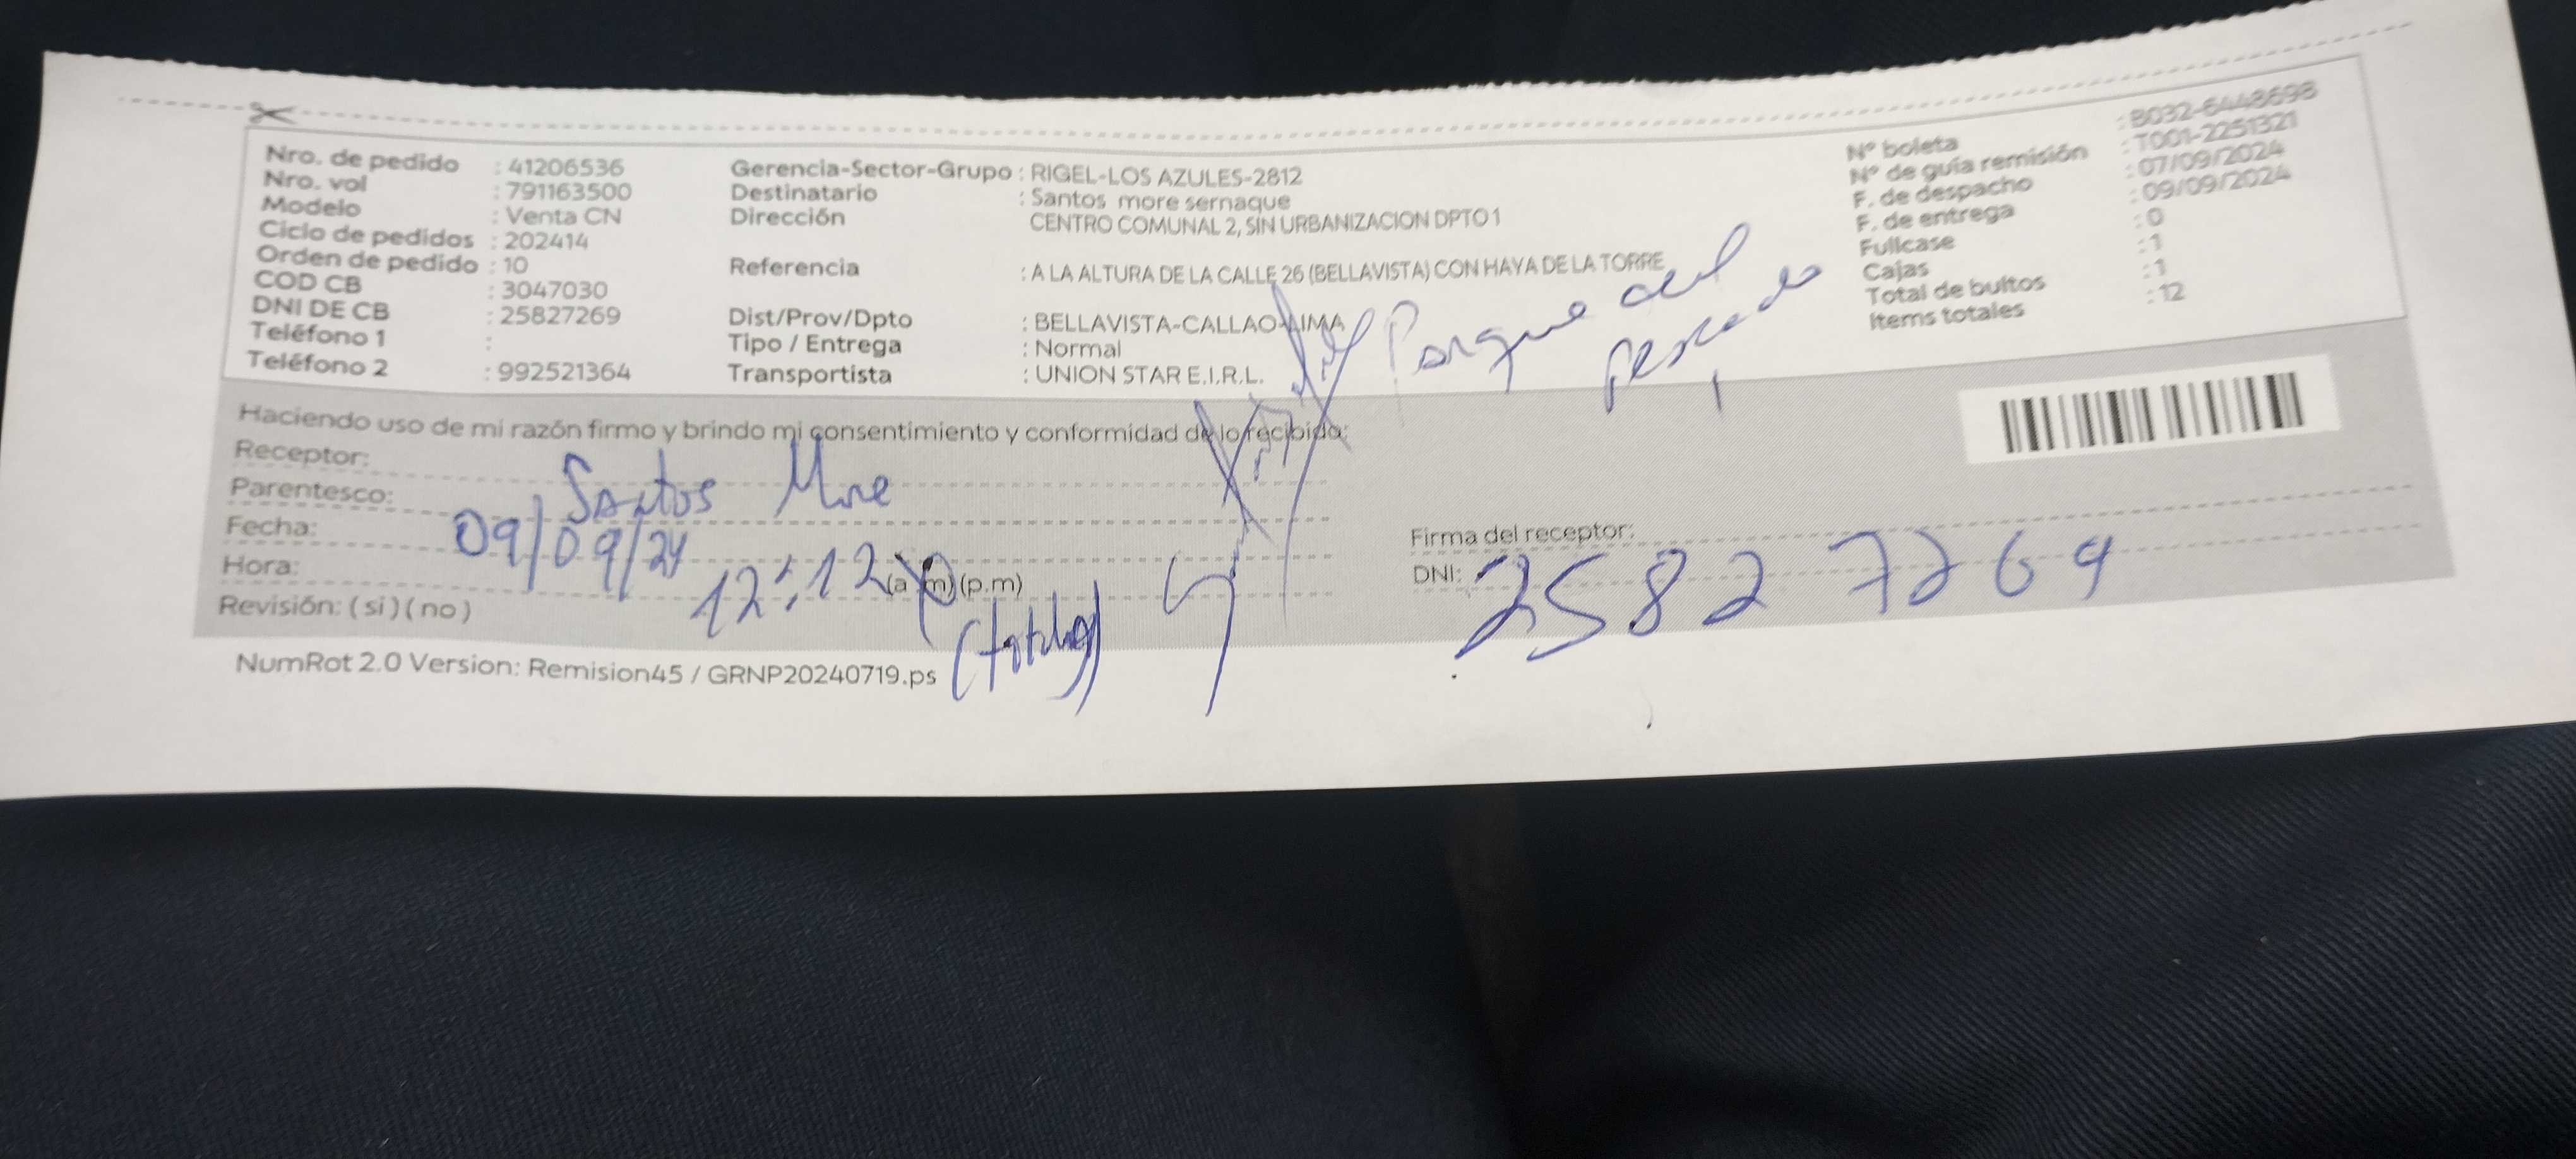 Nro. de pedido : 41206536
Nro. vol : 791163500
Modelo : Venta CN
Ciclo de pedidos : 202414
Orden de pedido : 10
COD CB : 3047030
DNI DE CB : 25827269
Teléfono 1 :
Teléfono 2 : 992521364
Gerencia-Sector-Grupo : RIGEL-LOS AZULES-2812
Destinatario : Santos more sernaque
Dirección CENTRO COMUNAL 2, SIN URBANIZACION DPTO 1
Referencia : A LA ALTURA DE LA CALLE 26 (BELLAVISTA) CON HAYA DE LA TORRE
Dist/Prov/Dpto : BELLAVISTA-CALLAO-LIMA
Tipo / Entrega : Normal
Transportista : UNION STAR E.I.R.L.
N° boleta : B032-6448698
N° de guía remisión : T001-2251321
F. de despacho : 07/09/2024
F. de entrega : 09/09/2024
Fullcase : 0
Cajas : 1
Total de bultos : 1
Items totales : 12
Parque del
Haciendo uso de mi razón firmo y brindo mi consentimiento y conformidad de lo recibido:
Receptor: Santos More
Parentesco:
Fecha: 09/09/24
Hora: 12:12 (a.m) (p.m)
Revisión: (si) (no)
Firma del receptor:
DNI: 25827269
NumRot 2.0 Version: Remision45 / GRNP20240719.ps